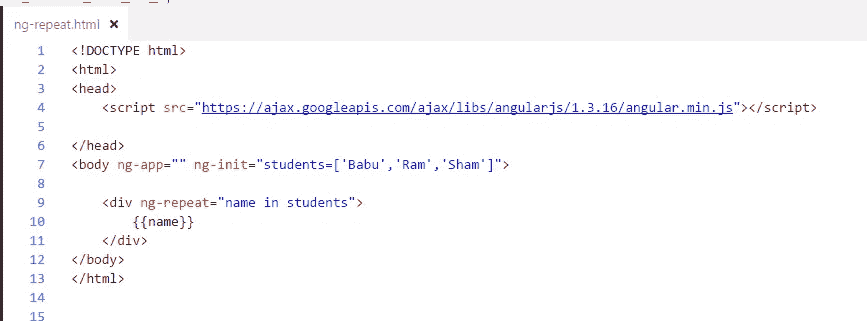 ng-repeat.html ×
1 <!DOCTYPE html>
2 <html>
3 <head>
4     <script src="https://ajax.googleapis.com/ajax/libs/angularjs/1.3.16/angular.min.js"></script>
5
6 </head>
7 <body ng-app="" ng-init="students=['Babu','Ram','Sham']">
8
9     <div ng-repeat="name in students">
10         {{name}}
11     </div>
12 </body>
13 </html>
14
15